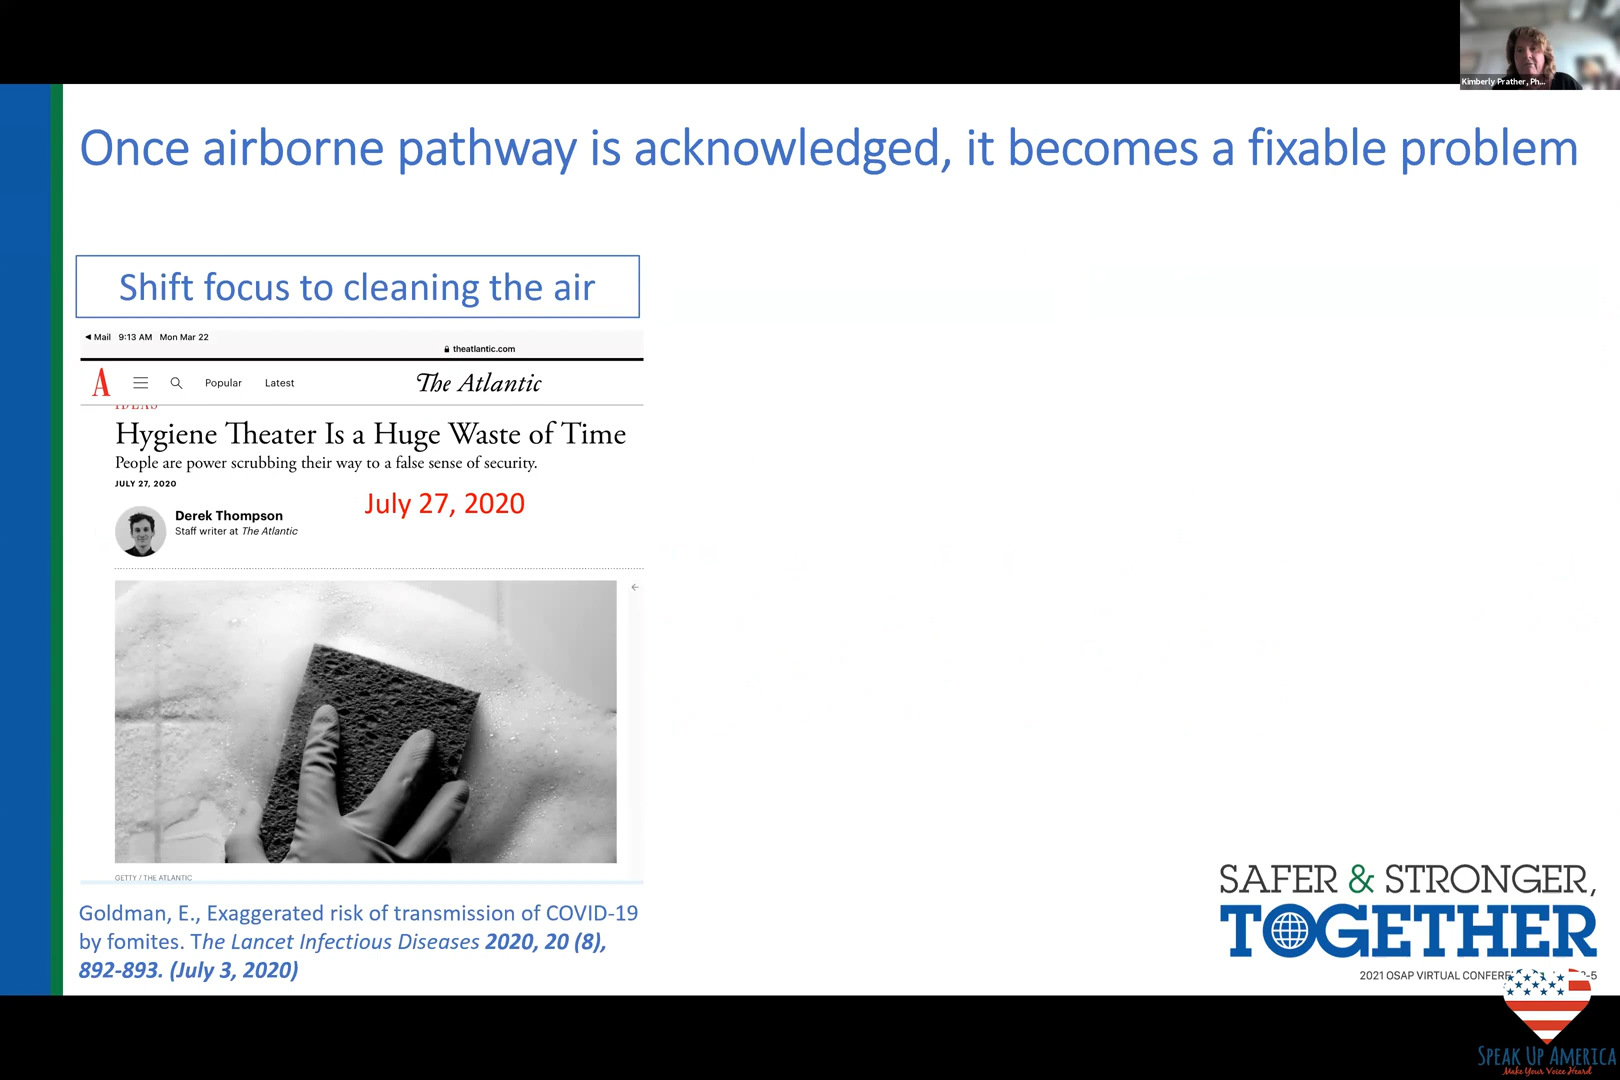 Kimberly Prather, Ph...
Once airborne pathway is acknowledged, it becomes a fixable problem
Shift focus to cleaning the air
Mail 9:13 AM Mon Mar 22
theatlantic.com
A
Popular Latest
The Atlantic
IDEAS
Hygiene Theater Is a Huge Waste of Time
People are power scrubbing their way to a false sense of security.
JULY 27, 2020
July 27, 2020
Derek Thompson
Staff writer at The Atlantic
GETTY / THE ATLANTIC
Goldman, E., Exaggerated risk of transmission of COVID-19
by fomites. The Lancet Infectious Diseases 2020, 20 (8),
892-893. (July 3, 2020)
SAFER & STRONGER,
TOGETHER
2021 OSAP VIRTUAL
SPEAK UP AMERICA
Make Your Voice Heard